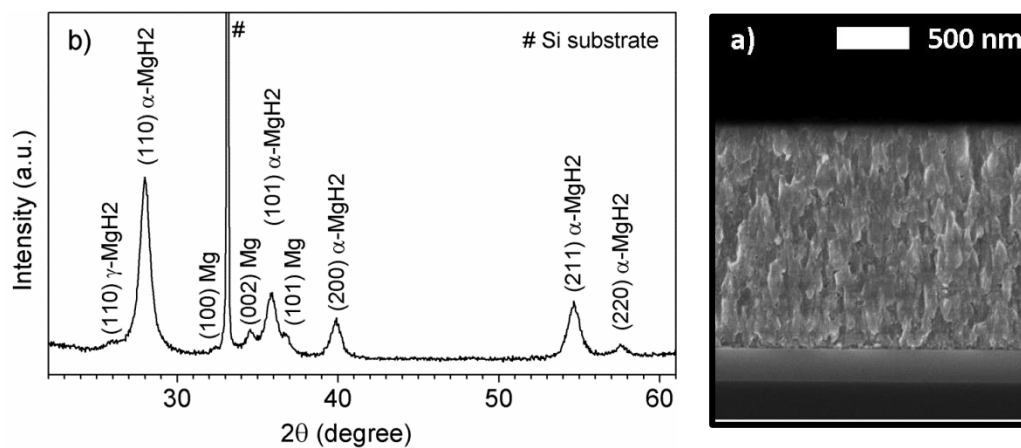 b)
#
# Si substrate
Intensity (a.u.)
(110) γ-MgH2
(110) α-MgH2
(100) Mg
(002) Mg
(101) α-MgH2
(101) Mg
(200) α-MgH2
(211) α-MgH2
(220) α-MgH2
30
40
50
60
2θ (degree)
a)
500 nm